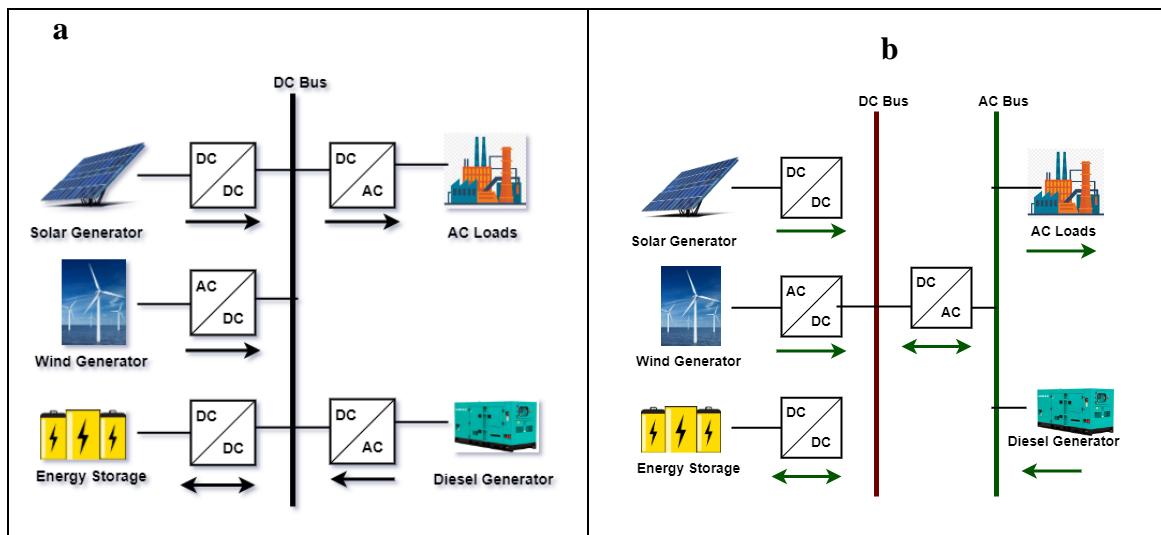 a
DC Bus
DC
DC
DC
AC
Solar Generator
AC Loads
AC
DC
Wind Generator
DC
DC
DC
AC
Energy Storage
Diesel Generator
b
DC Bus
AC Bus
DC
DC
Solar Generator
AC Loads
AC
DC
DC
AC
Wind Generator
DC
DC
Energy Storage
Diesel Generator